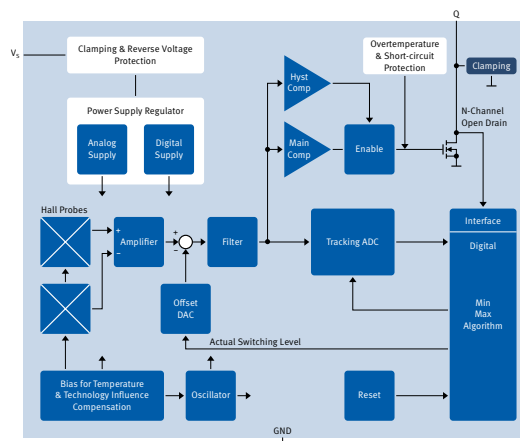 Q
Vs
Clamping & Reverse Voltage
Protection
Overtemperature
& Short-circuit
Protection
Clamping
Hyst
Comp
Power Supply Regulator
N-Channel
Open Drain
Analog
Supply
Digital
Supply
Main
Comp
Enable
Hall Probes
Interface
+
−
Amplifier
+
−
Filter
Tracking ADC
Digital
Offset
DAC
Min
Max
Algorithm
Actual Switching Level
Bias for Temperature
& Technology Influence
Compensation
Oscillator
Reset
GND